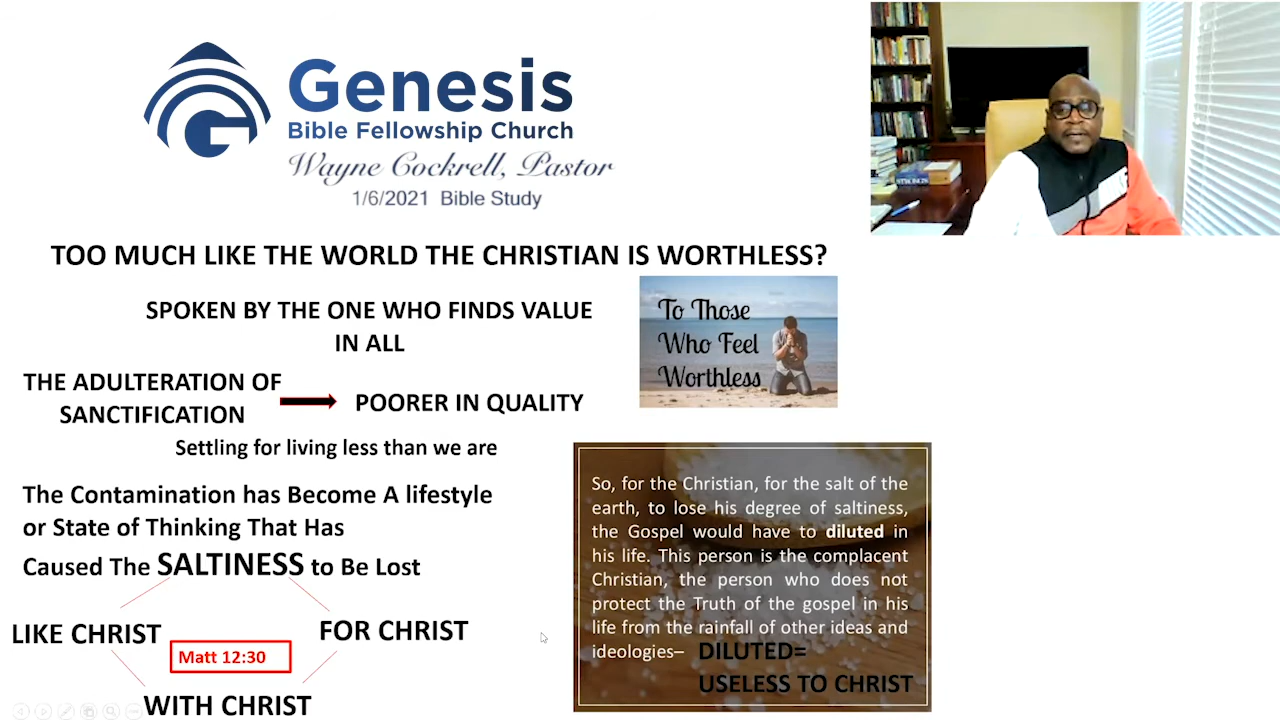 Genesis
Bible Fellowship Church
Wayne Cockrell, Pastor
1/6/2021 Bible Study
TOO MUCH LIKE THE WORLD THE CHRISTIAN IS WORTHLESS?
SPOKEN BY THE ONE WHO FINDS VALUE
IN ALL
To Those
Who Feel
Worthless
THE ADULTERATION OF
SANCTIFICATION
POORER IN QUALITY
Settling for living less than we are
The Contamination has Become A lifestyle
or State of Thinking That Has
Caused The SALTINESS to Be Lost
LIKE CHRIST
FOR CHRIST
Matt 12:30
WITH CHRIST
So, for the Christian, for the salt of the
earth, to lose his degree of saltiness,
the Gospel would have to diluted in
his life. This person is the complacent
Christian, the person who does not
protect the Truth of the gospel in his
life from the rainfall of other ideas and
ideologies–
DILUTED=
USELESS TO CHRIST
STRONGS